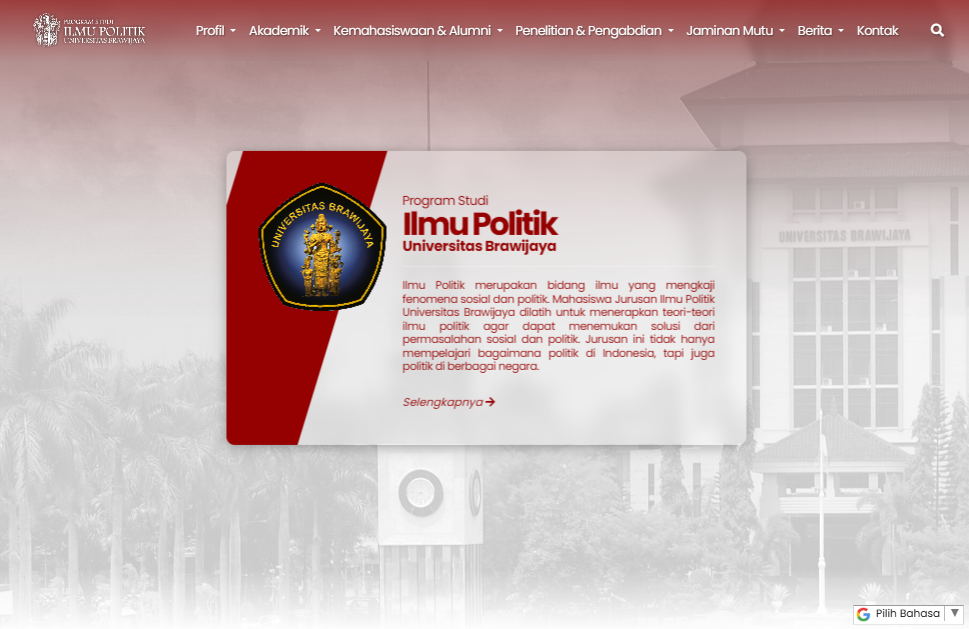 PROGRAM STUDI
ILMU POLITIK
UNIVERSITAS BRAWIJAYA
Profil Akademik Kemahasiswaan & Alumni Penelitian & Pengabdian Jaminan Mutu Berita Kontak
UNIVERSITAS BRAWIJAYA
Program Studi
Ilmu Politik
Universitas Brawijaya
Ilmu Politik merupakan bidang ilmu yang mengkaji
fenomena sosial dan politik. Mahasiswa Jurusan Ilmu Politik
Universitas Brawijaya dilatih untuk menerapkan teori-teori
ilmu politik agar dapat menemukan solusi dari
permasalahan sosial dan politik. Jurusan ini tidak hanya
mempelajari bagaimana politik di Indonesia, tapi juga
politik di berbagai negara.
Selengkapnya
UNIVERSITAS BRAWIJAYA
Pilih Bahasa